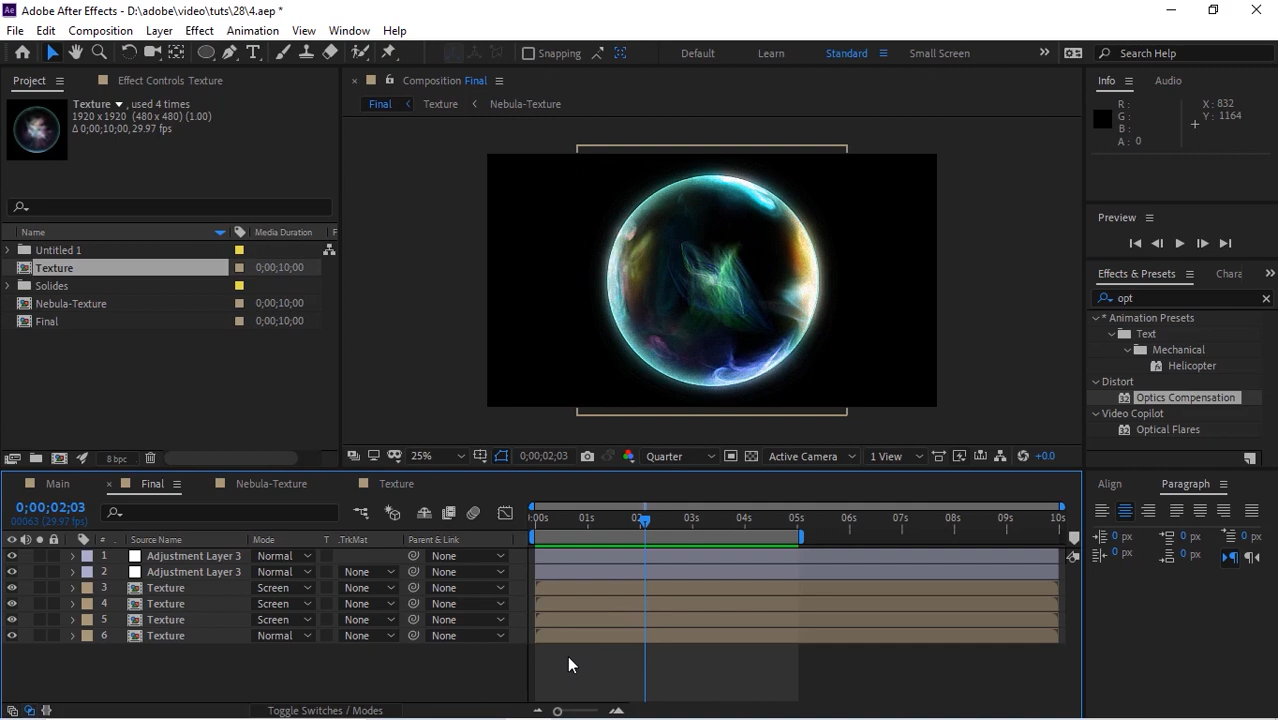 Ae Adobe After Effects - D:\adobe\video\tuts\28\4.aep *
File Edit Composition Layer Effect Animation View Window Help
Snapping Default Learn Standard Small Screen Search Help
Project Effect Controls Texture
Texture , used 4 times
1920 x 1920 (480 x 480) (1.00)
Δ 0;00;10;00, 29.97 fps
Name Media Duration F
Untitled 1
Texture 0;00;10;00
Solides
Nebula-Texture 0;00;10;00
Final 0;00;10;00
8 bpc
Composition Final
Final Texture Nebula-Texture
25% 0;00;02;03 Quarter Active Camera 1 View +0.0
Info Audio
R : X : 832
G : Y : 1164
B :
A : 0
Preview
Effects & Presets Chara
opt
* Animation Presets
Text
Mechanical
Helicopter
Distort
Optics Compensation
Video Copilot
Optical Flares
Align Paragraph
0 px 0 px 0 px
0 px 0 px
Main Final Nebula-Texture Texture
0;00;02;03
00063 (29.97 fps)
:00s 01s 02s 03s 04s 05s 06s 07s 08s 09s 10s
# Source Name Mode T .TrkMat Parent & Link
1 Adjustment Layer 3 Normal None
2 Adjustment Layer 3 Normal None None
3 Texture Screen None None
4 Texture Screen None None
5 Texture Screen None None
6 Texture Normal None None
Toggle Switches / Modes